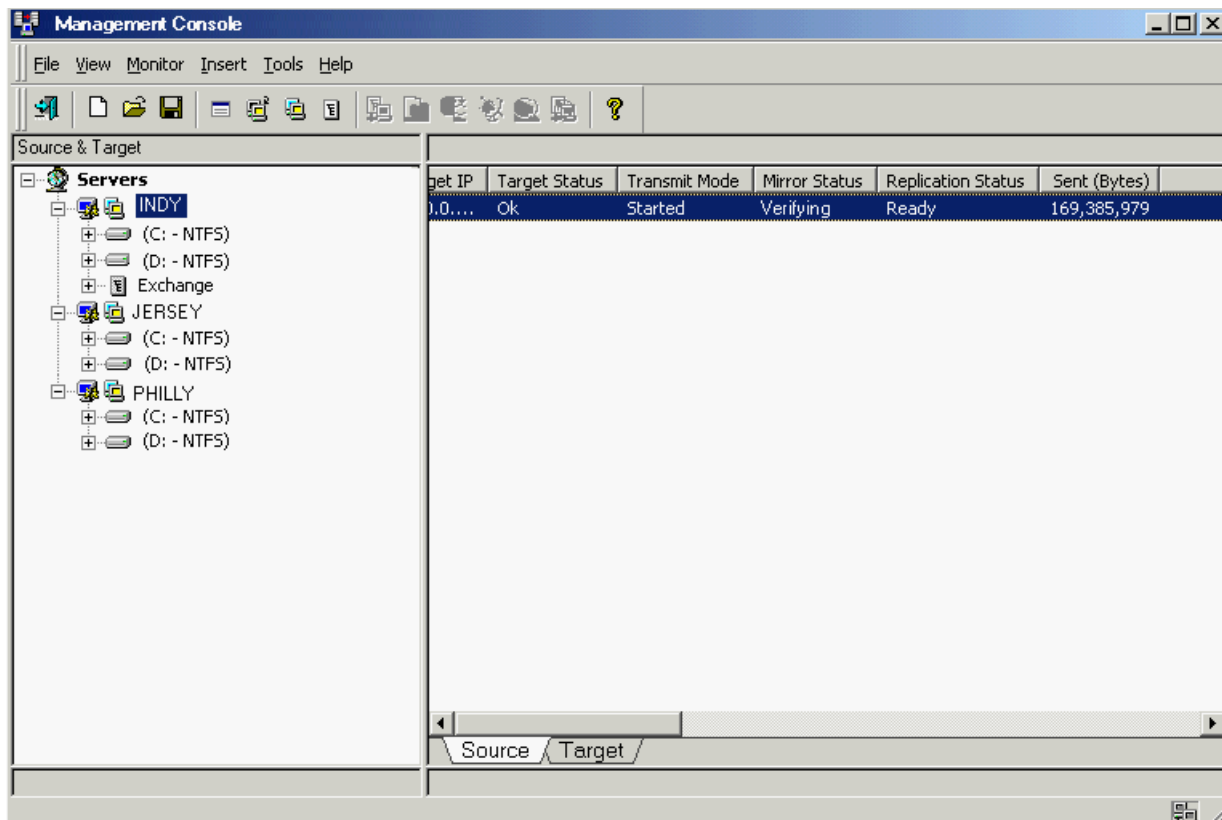 Management Console
File View Monitor Insert Tools Help
Source & Target
Servers
INDY
(C: - NTFS)
(D: - NTFS)
Exchange
JERSEY
(C: - NTFS)
(D: - NTFS)
PHILLY
(C: - NTFS)
(D: - NTFS)
get IP Target Status Transmit Mode Mirror Status Replication Status Sent (Bytes)
).0.... Ok Started Verifying Ready 169,385,979
Source Target